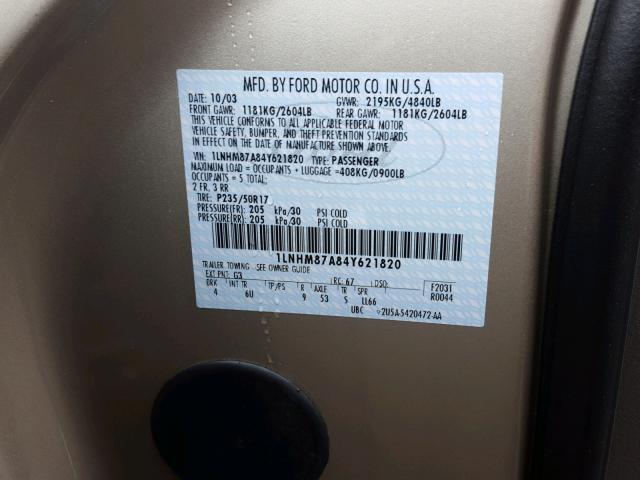 MFD. BY FORD MOTOR CO. IN U.S.A.
DATE: 10/03 GVWR: 2195KG/4840LB
FRONT GAWR: 1181KG/2604LB REAR GAWR: 1181KG/2604LB
THIS VEHICLE CONFORMS TO ALL APPLICABLE FEDERAL MOTOR
VEHICLE SAFETY, BUMPER, AND THEFT PREVENTION STANDARDS
IN EFFECT ON THE DATE OF MANUFACTURE SHOWN ABOVE.
VIN: 1LNHM87A84Y621820 TYPE: PASSENGER
MAXIMUM LOAD = OCCUPANTS + LUGGAGE =408KG/0900LB
OCCUPANTS = 5 TOTAL:
2 FR, 3 RR
TIRE: P235/50R17
PRESSURE(FR) 205 kPa/30 PSI COLD
PRESSURE(RR) 205 kPa/30 PSI COLD
1LNHM87A84Y621820
TRAILER TOWING - SEE OWNER GUIDE
EXT PNT: G3 RC: 67 DSO: F2031
BRK INT TR TP/PS R AXLE TR SPR R0044
4 6U 9 53 S LL66
UBC 2U5A-5420472-AA